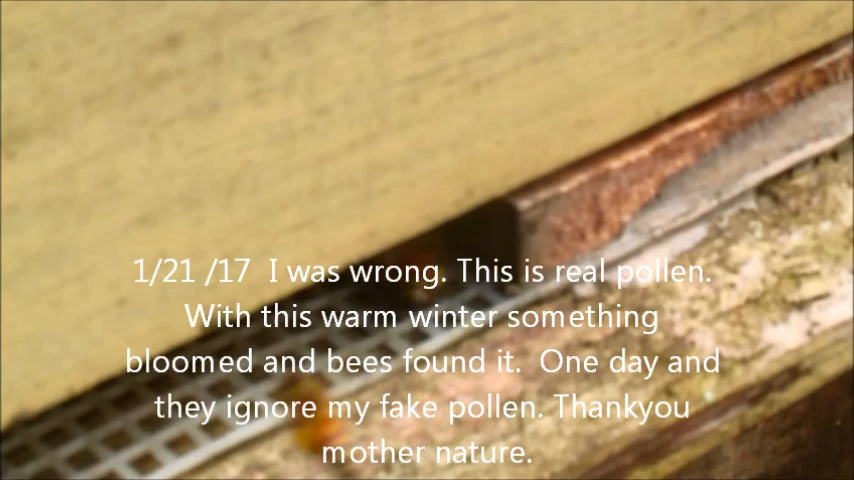 1/21 /17  I was wrong. This is real pollen.
With this warm winter something
bloomed and bees found it.  One day and
they ignore my fake pollen. Thankyou
mother nature.